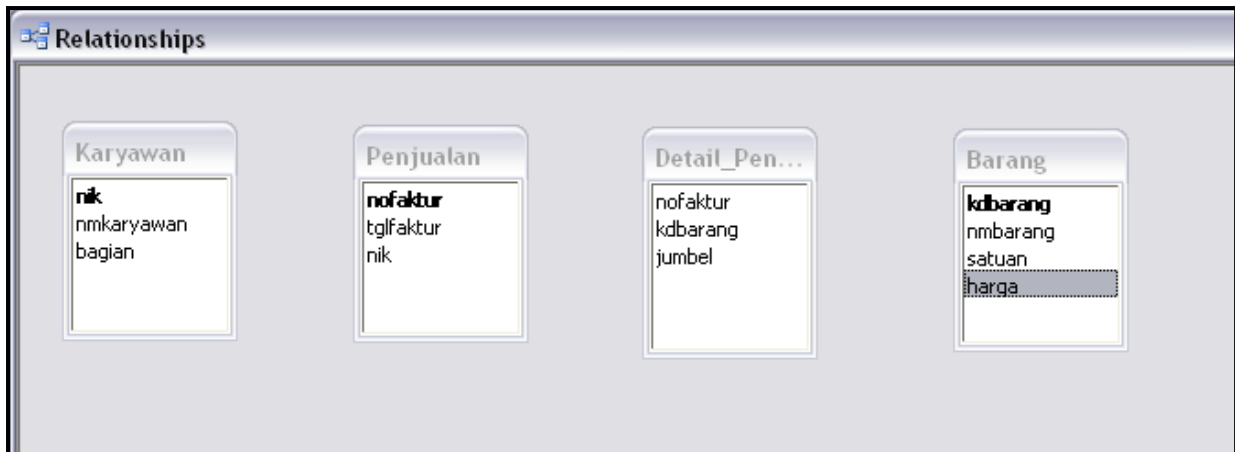 Relationships
Karyawan
nik
nmkaryawan
bagian
Penjualan
nofaktur
tglfaktur
nik
Detail_Pen...
nofaktur
kdbarang
jumbel
Barang
kdbarang
nmbarang
satuan
harga